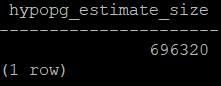 hypopg_estimate_size
----------------------
696320
(1 row)